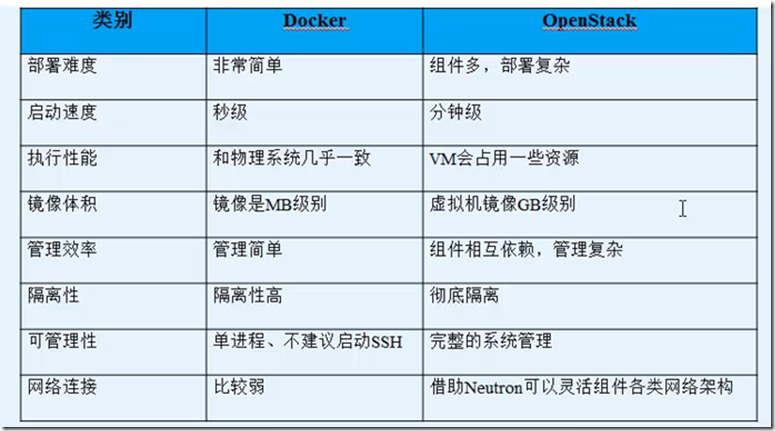 类别 Docker OpenStack
部署难度 非常简单 组件多，部署复杂
启动速度 秒级 分钟级
执行性能 和物理系统几乎一致 VM会占用一些资源
镜像体积 镜像是MB级别 虚拟机镜像GB级别
管理效率 管理简单 组件相互依赖，管理复杂
隔离性 隔离性高 彻底隔离
可管理性 单进程、不建议启动SSH 完整的系统管理
网络连接 比较弱 借助Neutron可以灵活组件各类网络架构